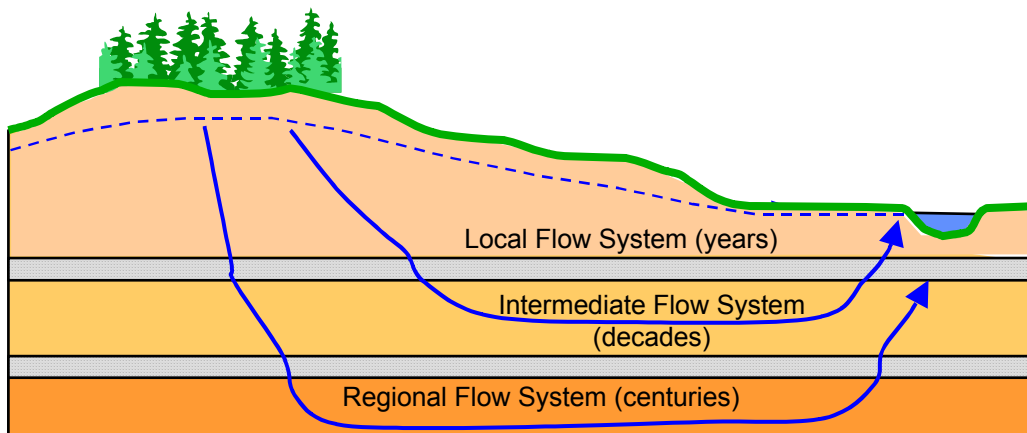 Local Flow System (years)
Intermediate Flow System
(decades)
Regional Flow System (centuries)